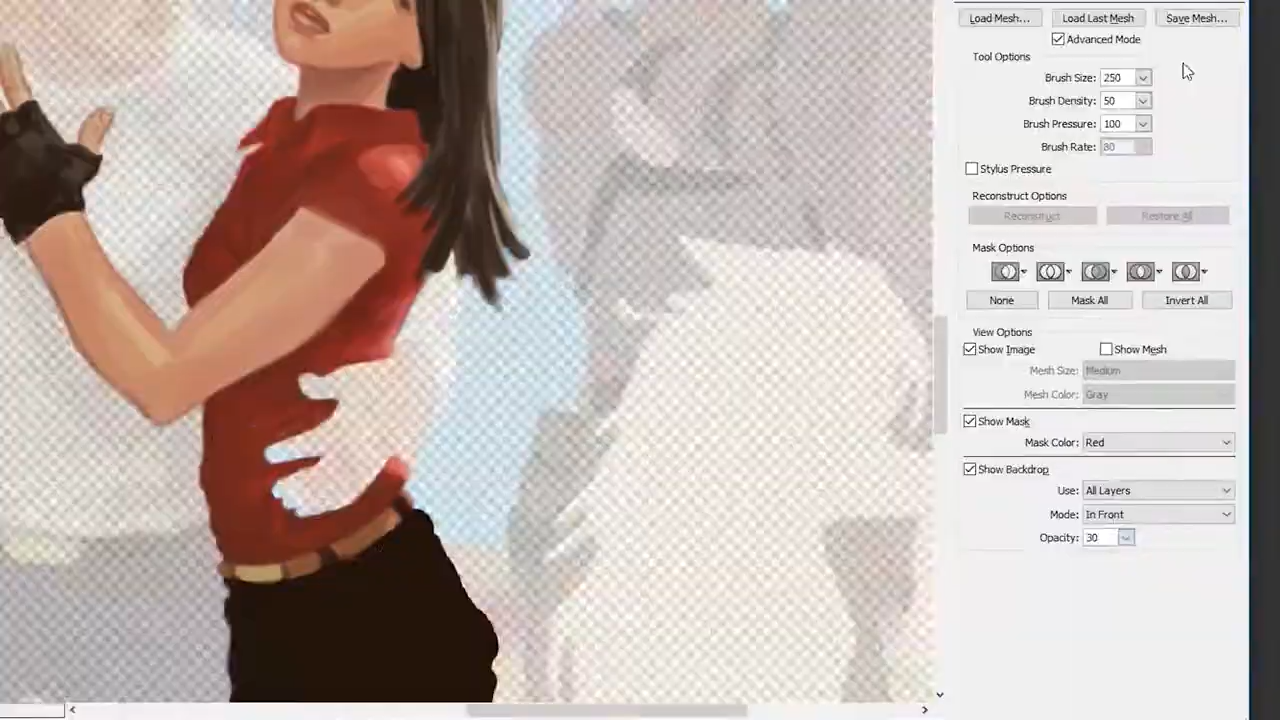 Load Mesh... Load Last Mesh Save Mesh...
Advanced Mode
Tool Options
Brush Size: 250
Brush Density: 50
Brush Pressure: 100
Brush Rate: 80
Stylus Pressure
Reconstruct Options
Reconstruct... Restore All
Mask Options
None Mask All Invert All
View Options
Show Image Show Mesh
Mesh Size: Medium
Mesh Color: Gray
Show Mask
Mask Color: Red
Show Backdrop
Use: All Layers
Mode: In Front
Opacity: 30